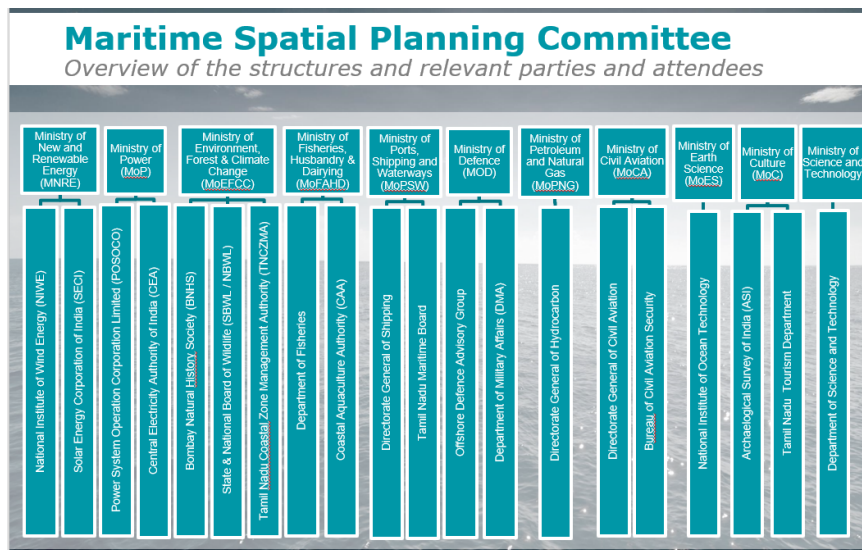 Maritime Spatial Planning Committee
Overview of the structures and relevant parties and attendees
Ministry of
New and
Renewable
Energy
(MNRE)
Ministry of
Power
(MoP)
Ministry of
Environment,
Forest & Climate
Change
(MoEFCC)
Ministry of
Fisheries,
Husbandry &
Dairying
(MoFAHD)
Ministry of
Ports,
Shipping and
Waterways
(MoPSW)
Ministry of
Defence
(MOD)
Ministry of
Petroleum
and Natural
Gas
(MoPNG)
Ministry of
Civil Aviation
(MoCA)
Ministry of
Earth
Science
(MoES)
Ministry of
Culture
(MoC)
Ministry of
Science and
Technology
National Institute of Wind Energy (NIWE)
Solar Energy Corporation of India (SECI)
Power System Operation Corporation Limited (POSOCO)
Central Electricity Authority of India (CEA)
Bombay Natural History Society (BNHS)
State & National Board of Wildlife (SBWL / NBWL)
Tamil Nadu Coastal Zone Management Authority (TNCZMA)
Department of Fisheries
Coastal Aquaculture Authority (CAA)
Directorate General of Shipping
Tamil Nadu Maritime Board
Offshore Defence Advisory Group
Department of Military Affairs (DMA)
Directorate General of Hydrocarbon
Directorate General of Civil Aviation
Bureau of Civil Aviation Security
National Institute of Ocean Technology
Archaelogical Survey of India (ASI)
Tamil Nadu Tourism Department
Department of Science and Technology